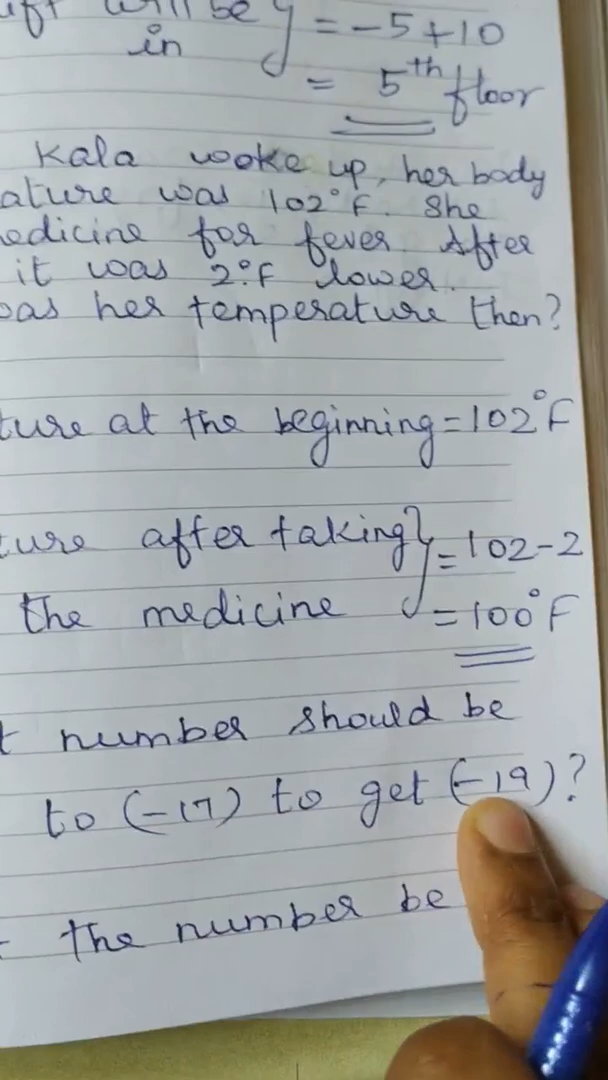 will be } = -5+10
in
= 5th floor
Kala woke up, her body
ature was 102°F. She
edicine for fever. After
it was 2°F lower.
as her temperature then?
ture at the beginning = 102°F
ture after taking } = 102-2
the medicine = 100°F
t number should be
to (-17) to get (-19)?
the number be